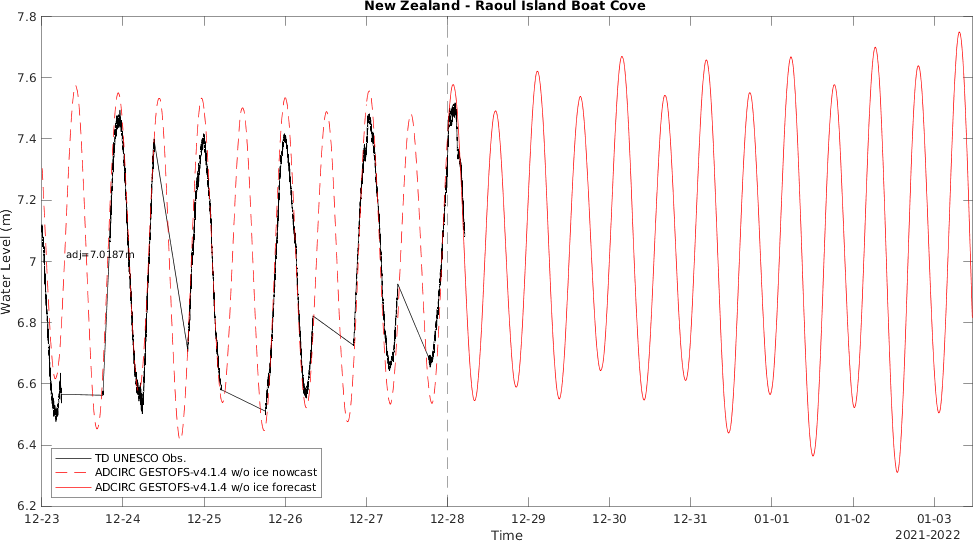 New Zealand - Raoul Island Boat Cove
Water Level (m)
7.8
7.6
7.4
7.2
7
6.8
6.6
6.4
6.2
adj=7.0187m
TD UNESCO Obs.
ADCIRC GESTOFS-v4.1.4 w/o ice nowcast
ADCIRC GESTOFS-v4.1.4 w/o ice forecast
12-23 12-24 12-25 12-26 12-27 12-28 12-29 12-30 12-31 01-01 01-02 01-03
Time
2021-2022